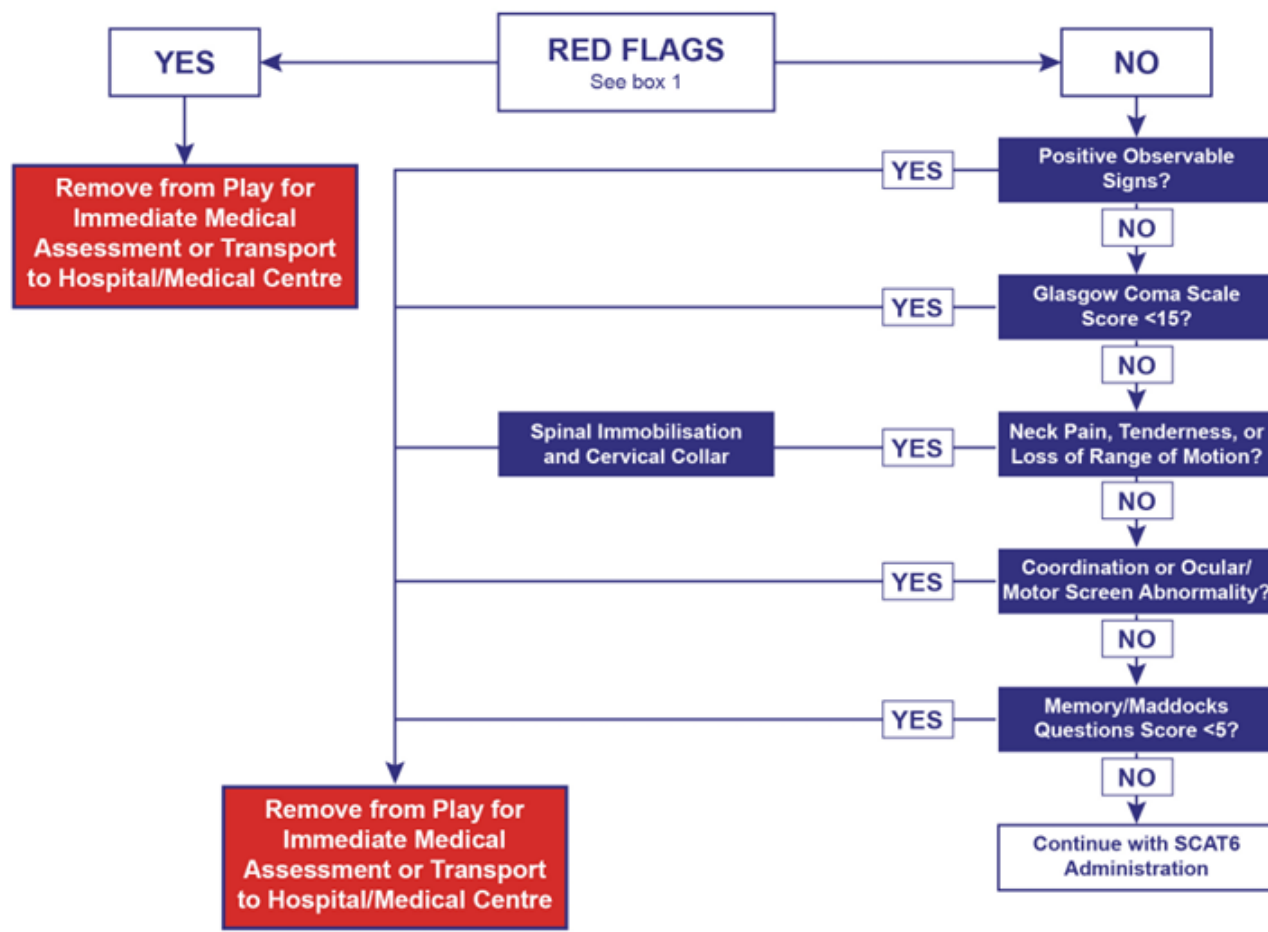 YES
RED FLAGS
See box 1
NO
Remove from Play for
Immediate Medical
Assessment or Transport
to Hospital/Medical Centre
YES
Positive Observable
Signs?
NO
YES
Glasgow Coma Scale
Score <15?
NO
Spinal Immobilisation
and Cervical Collar
YES
Neck Pain, Tenderness, or
Loss of Range of Motion?
NO
YES
Coordination or Ocular/
Motor Screen Abnormality?
NO
YES
Memory/Maddocks
Questions Score <5?
NO
Remove from Play for
Immediate Medical
Assessment or Transport
to Hospital/Medical Centre
Continue with SCAT6
Administration